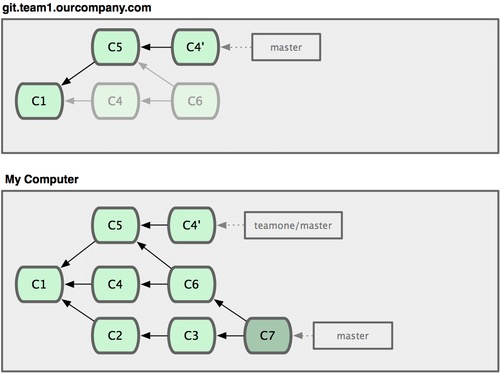 git.team1.ourcompany.com
C5 C4' master
C1 C4 C6
My Computer
C5 C4' teamone/master
C1 C4 C6
C2 C3 C7 master